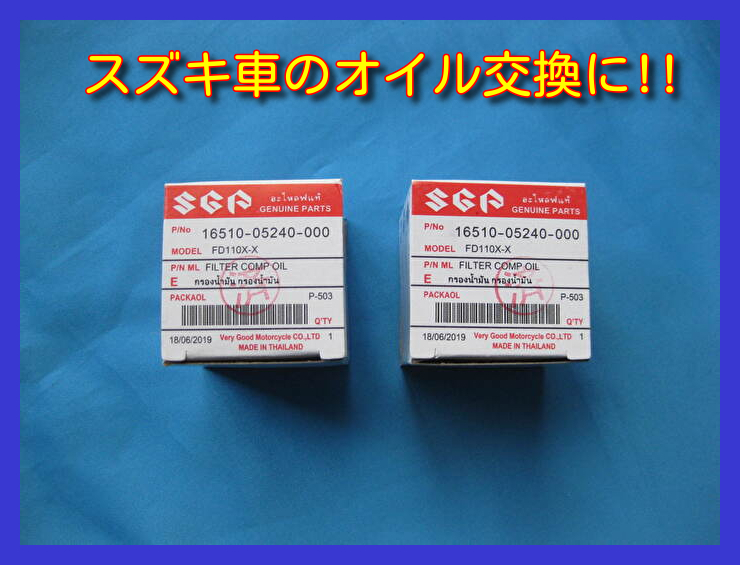 スズキ車のオイル交換に!!
SGP อะไหล่แท้
GENUINE PARTS
P/No 16510-05240-000
MODEL FD110X-X
P/N ML FILTER COMP OIL
E กรองน้ำมัน กรองน้ำมัน
PACKAOL P-503
Q'TY
18/06/2019 Very Good Motorcycle CO.,LTD 1
MADE IN THAILAND
SGP อะไหล่แท้
GENUINE PARTS
P/No 16510-05240-000
MODEL FD110X-X
P/N ML FILTER COMP OIL
E กรองน้ำมัน กรองน้ำมัน
PACKAOL P-503
Q'TY
18/06/2019 Very Good Motorcycle CO.,LTD 1
MADE IN THAILAND